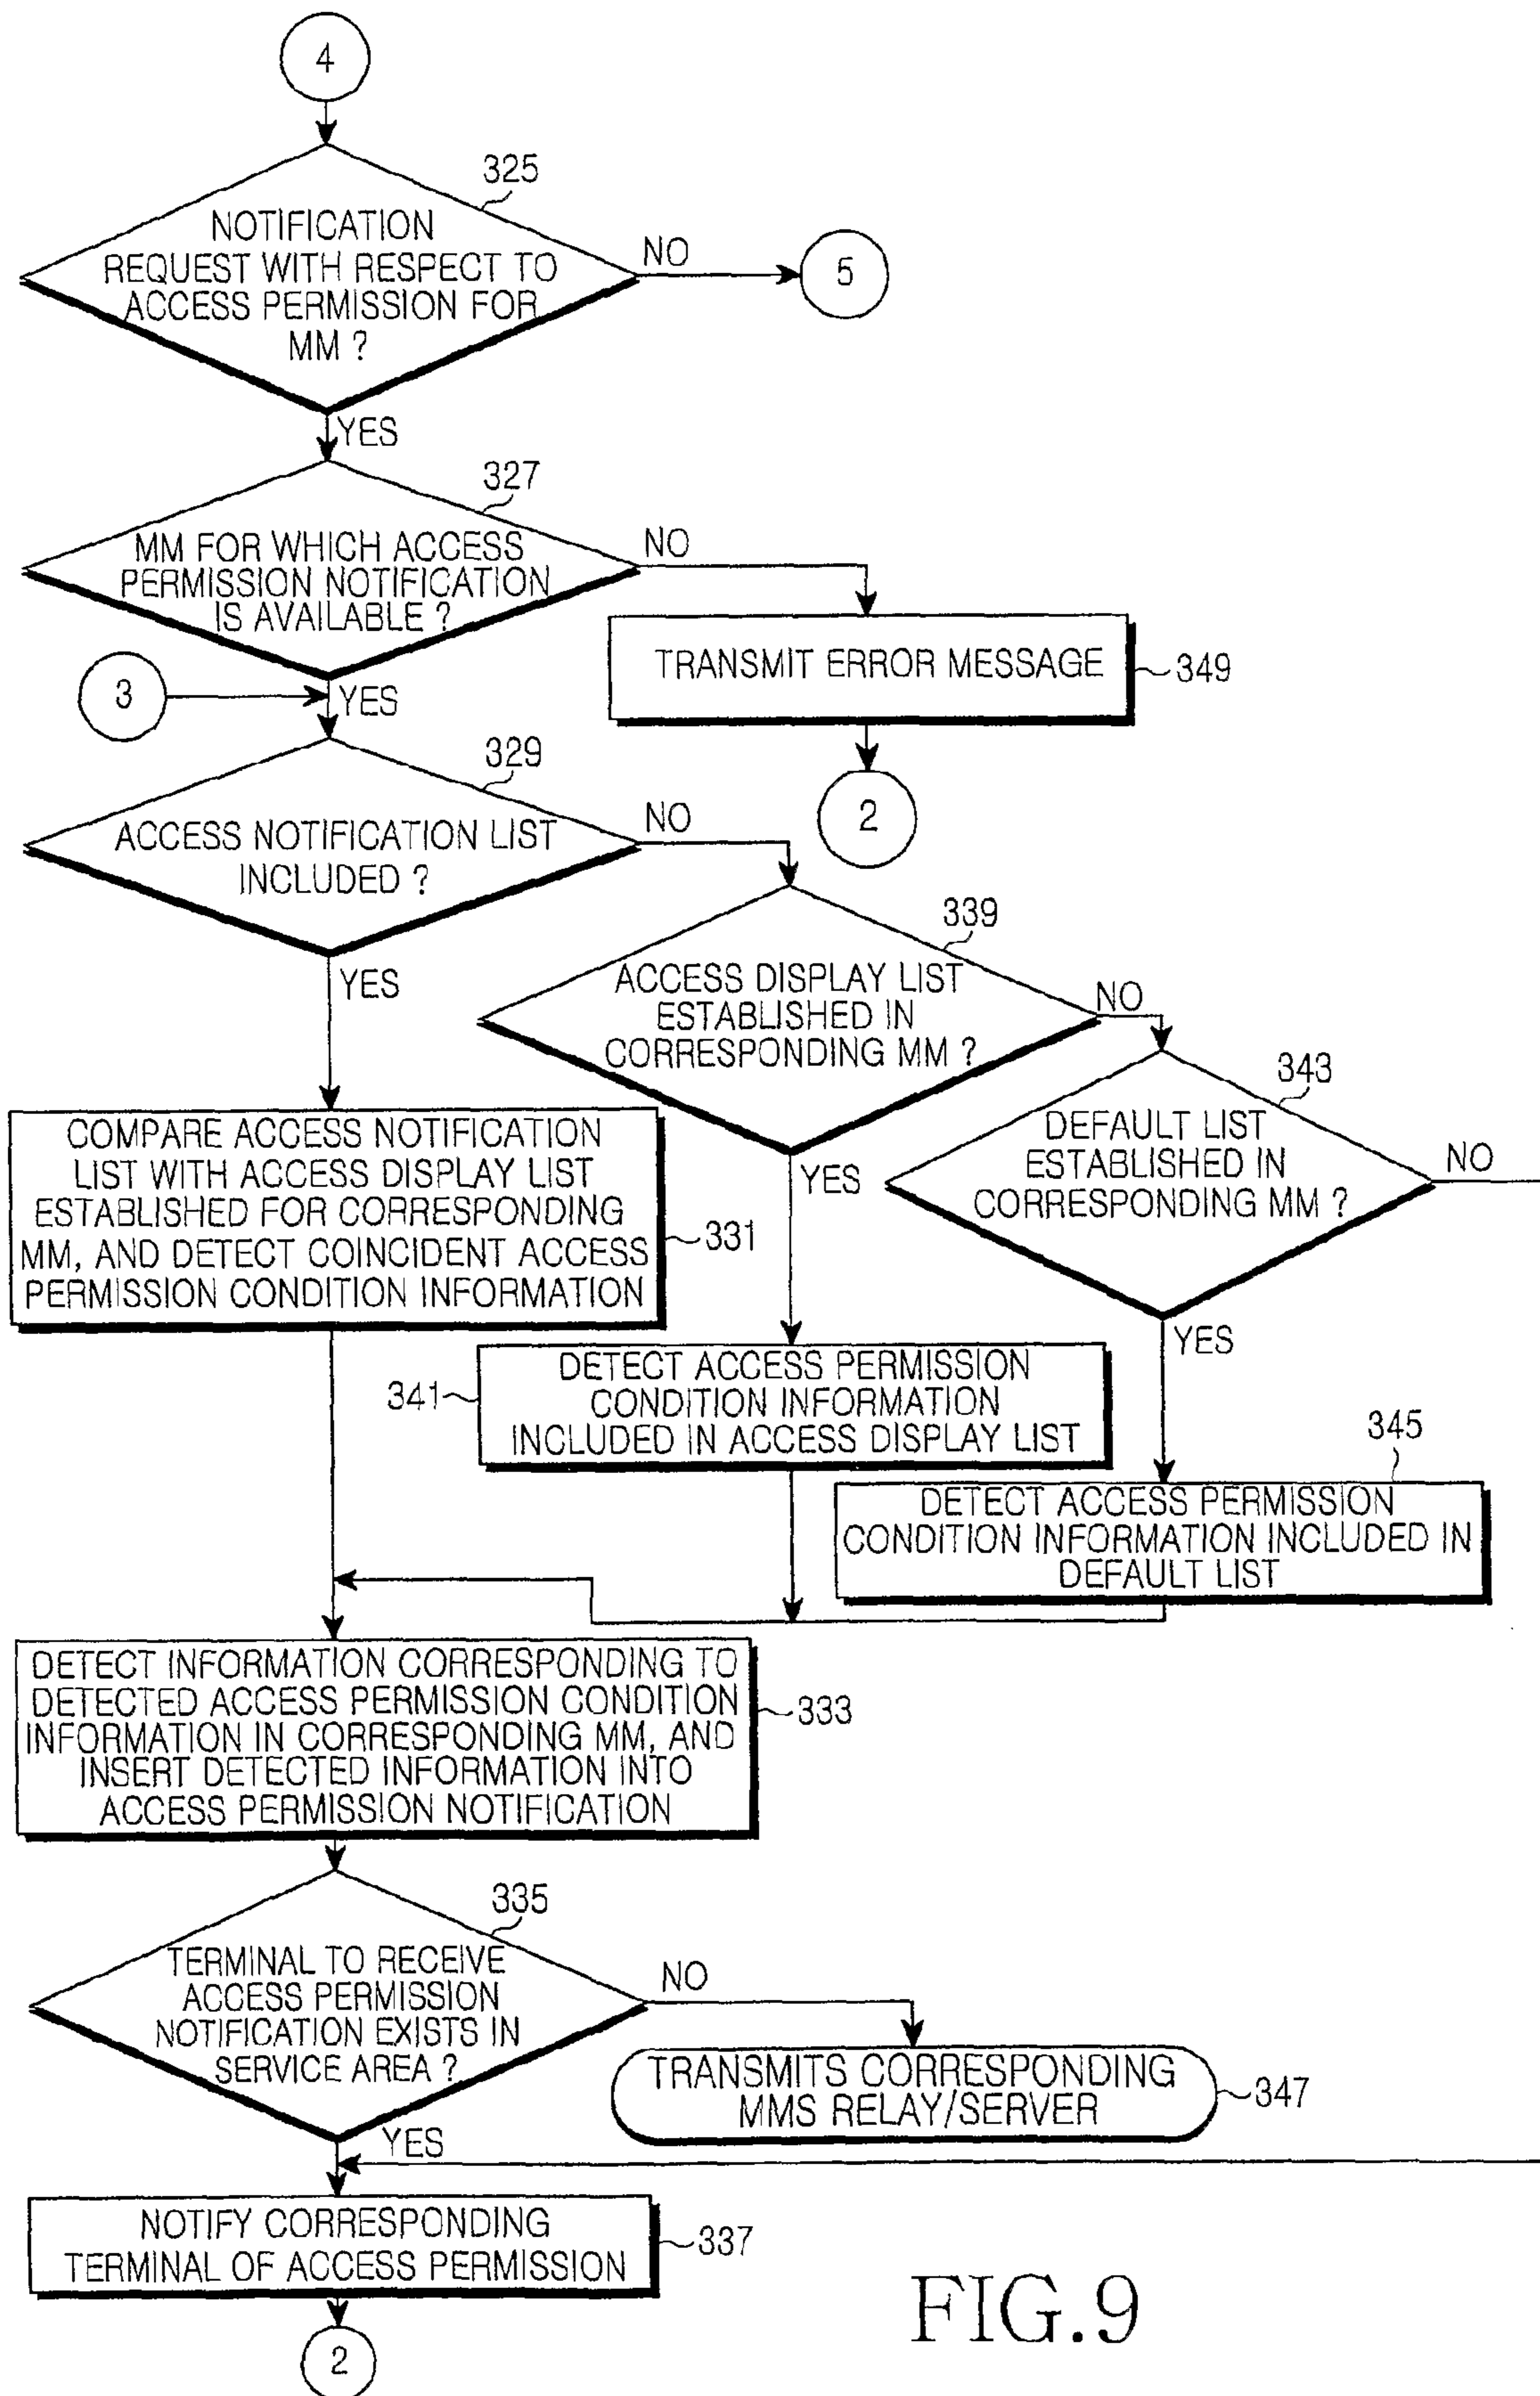 4
325
NOTIFICATION
REQUEST WITH RESPECT TO
ACCESS PERMISSION FOR
MM ?
NO
5
YES
327
MM FOR WHICH ACCESS
PERMISSION NOTIFICATION
IS AVAILABLE ?
NO
TRANSMIT ERROR MESSAGE
349
3
YES
2
329
ACCESS NOTIFICATION LIST
INCLUDED ?
NO
YES
339
ACCESS DISPLAY LIST
ESTABLISHED IN
CORRESPONDING MM ?
NO
YES
343
DEFAULT LIST
ESTABLISHED IN
CORRESPONDING MM ?
NO
YES
COMPARE ACCESS NOTIFICATION
LIST WITH ACCESS DISPLAY LIST
ESTABLISHED FOR CORRESPONDING
MM, AND DETECT COINCIDENT ACCESS
PERMISSION CONDITION INFORMATION
331
341
DETECT ACCESS PERMISSION
CONDITION INFORMATION
INCLUDED IN ACCESS DISPLAY LIST
345
DETECT ACCESS PERMISSION
CONDITION INFORMATION INCLUDED IN
DEFAULT LIST
DETECT INFORMATION CORRESPONDING TO
DETECTED ACCESS PERMISSION CONDITION
INFORMATION IN CORRESPONDING MM, AND
INSERT DETECTED INFORMATION INTO
ACCESS PERMISSION NOTIFICATION
333
335
TERMINAL TO RECEIVE
ACCESS PERMISSION
NOTIFICATION EXISTS IN
SERVICE AREA ?
NO
TRANSMITS CORRESPONDING
MMS RELAY/SERVER
347
YES
NOTIFY CORRESPONDING
TERMINAL OF ACCESS PERMISSION
337
2
FIG.9